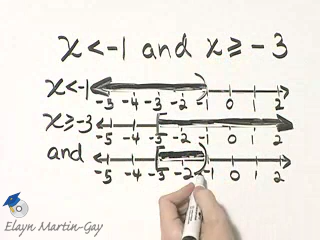 x < -1 and x ≥ -3
x < -1
-5 -4 -3 -2 -1 0 1 2
x ≥ -3
-5 -4 -3 -2 -1 0 1 2
and
-5 -4 -3 -2 -1 0 1 2
Elayn Martin-Gay